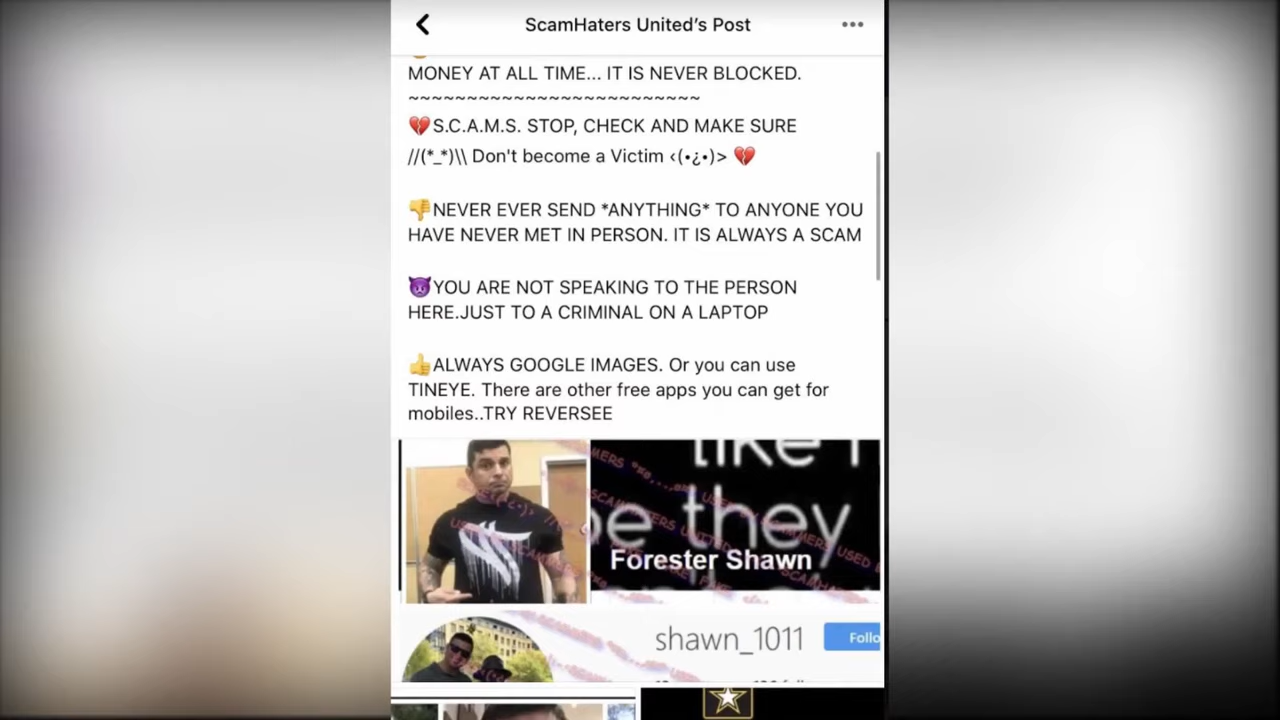 ScamHaters United's Post
MONEY AT ALL TIME... IT IS NEVER BLOCKED.
~~~~~~~~~~~~~~~~~~~~~~~~~
💔S.C.A.M.S. STOP, CHECK AND MAKE SURE
//(*_*)\\ Don't become a Victim ‹(•¿•)> 💔
👎NEVER EVER SEND *ANYTHING* TO ANYONE YOU
HAVE NEVER MET IN PERSON. IT IS ALWAYS A SCAM
😈YOU ARE NOT SPEAKING TO THE PERSON
HERE.JUST TO A CRIMINAL ON A LAPTOP
👍ALWAYS GOOGLE IMAGES. Or you can use
TINEYE. There are other free apps you can get for
mobiles..TRY REVERSEE
like
they
Forester Shawn
shawn_1011
Follo